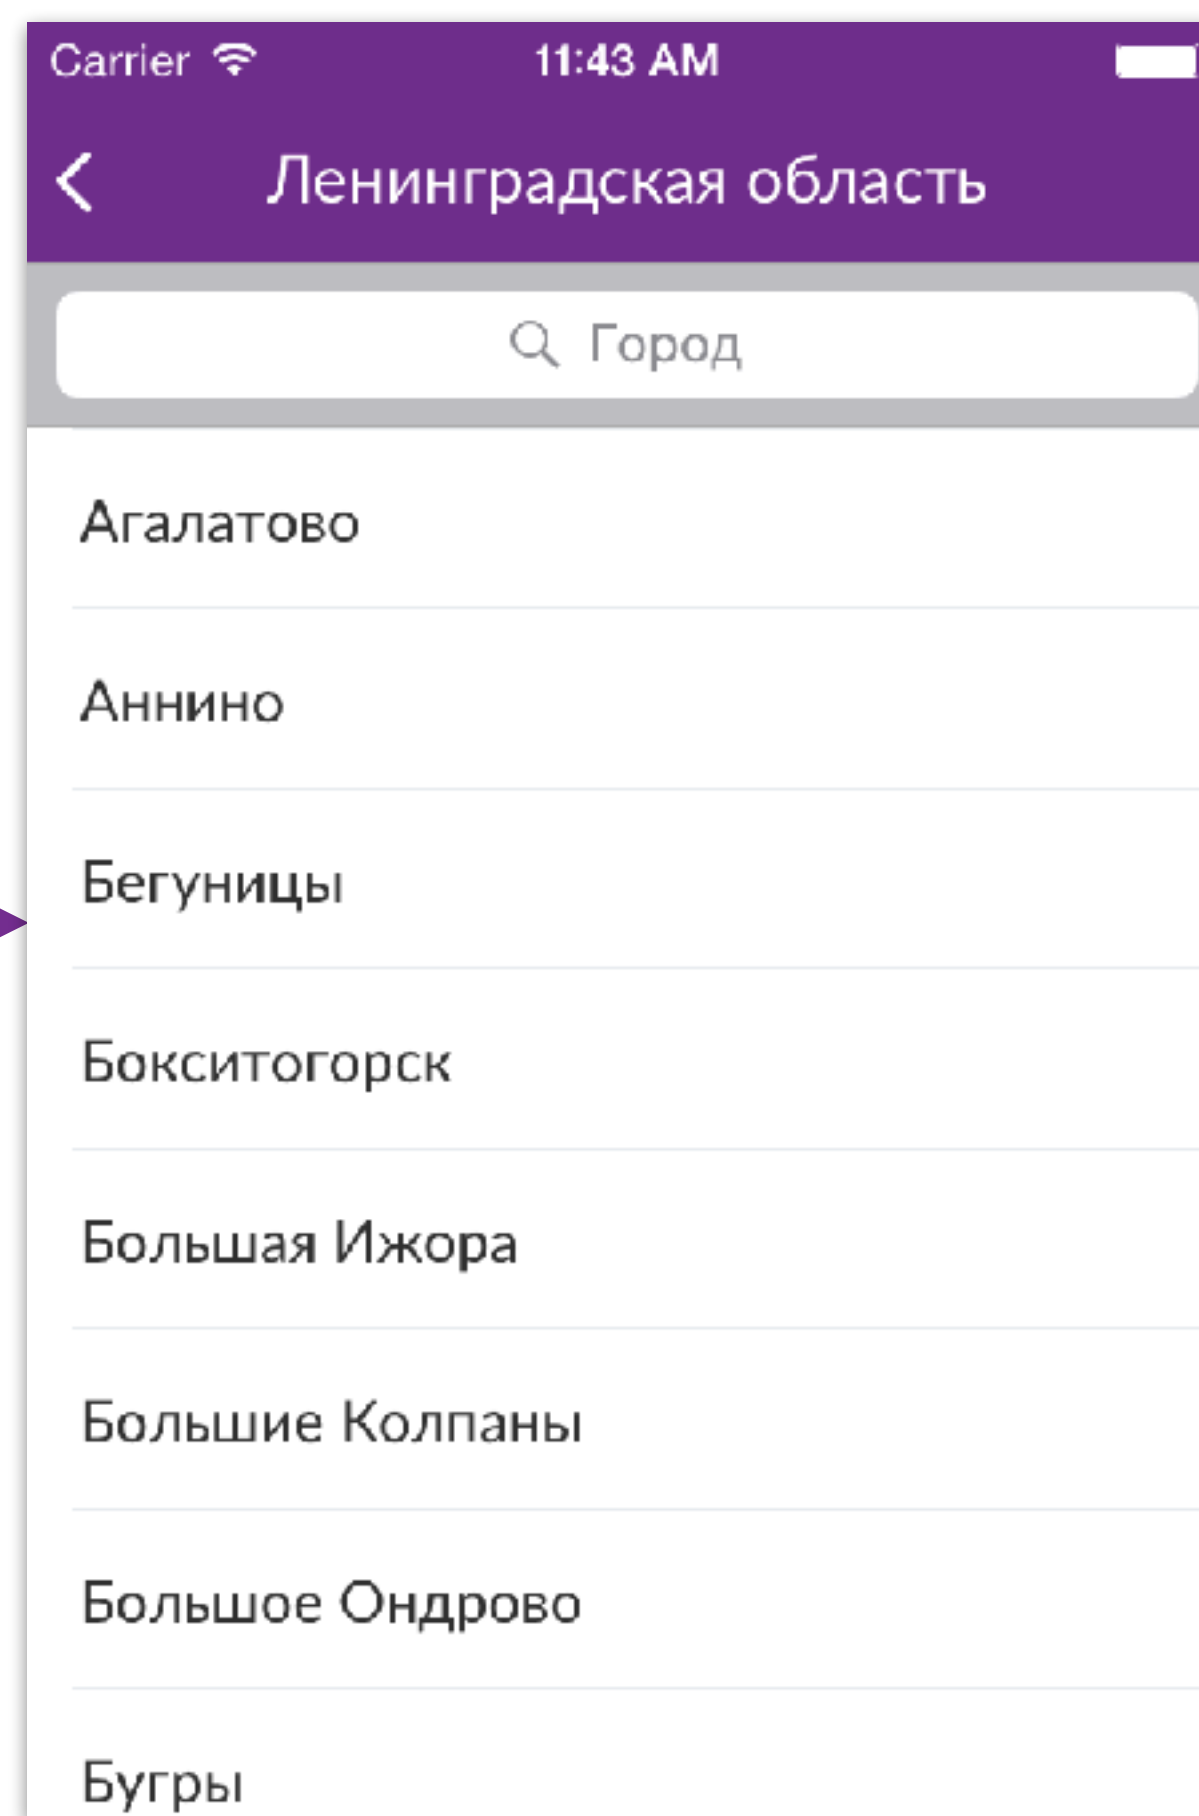 Carrier 11:43 AM
Ленинградская область
Город
Агалатово
Аннино
Бегуницы
Бокситогорск
Большая Ижора
Большие Колпаны
Большое Ондрово
Бугры